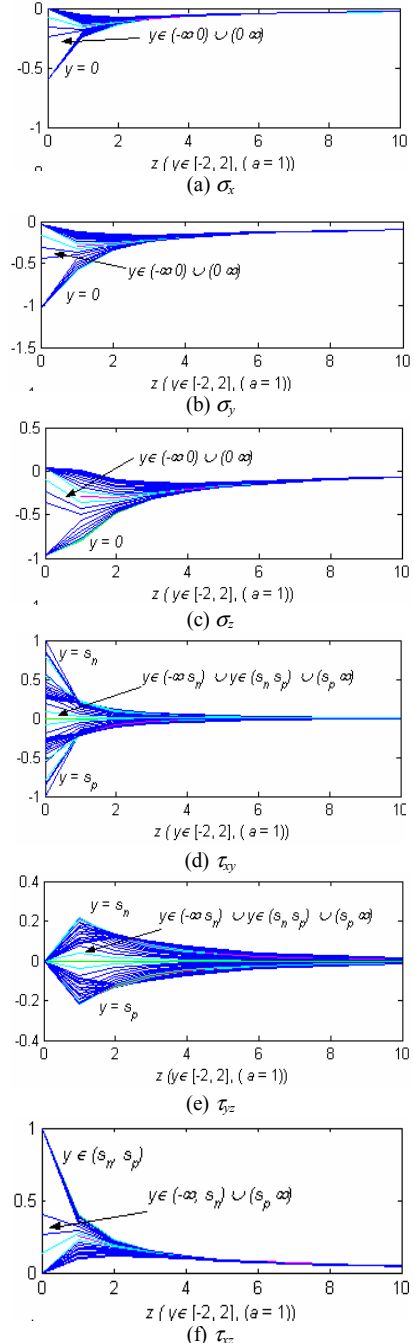 0
y∈ (-∞ 0) ∪ (0 ∞)
-0.5
y = 0
-1
0 2 4 6 8 10
z ( y∈ [-2, 2], ( a = 1))
(a) σx
0
-0.5
y∈ (-∞ 0) ∪ (0 ∞)
-1
y = 0
-1.5
0 2 4 6 8 10
z ( y∈ [-2, 2], ( a = 1))
(b) σy
0.5
y∈ (-∞ 0) ∪ (0 ∞)
0
-0.5
y = 0
-1
0 2 4 6 8 10
z ( y∈ [-2, 2], ( a = 1))
(c) σz
1
y = sn
0.5
y∈ (-∞ sn) ∪ y∈ (sn sp) ∪ (sp ∞)
0
-0.5
y = sp
-1
0 2 4 6 8 10
z ( y∈ [-2, 2], ( a = 1))
(d) τxy
0.4
y = sn
y∈ (-∞ sn) ∪ y∈ (sn sp) ∪ (sp ∞)
0.2
0
-0.2
y = sp
-0.4
0 2 4 6 8 10
z (y∈ [-2, 2], ( a = 1))
(e) τyz
1
y ∈ (sn, sp)
y∈ (-∞, sn) ∪ (sp ∞)
0.5
0
0 2 4 6 8 10
z ( y∈ [-2, 2], ( a = 1))
(f) τxz